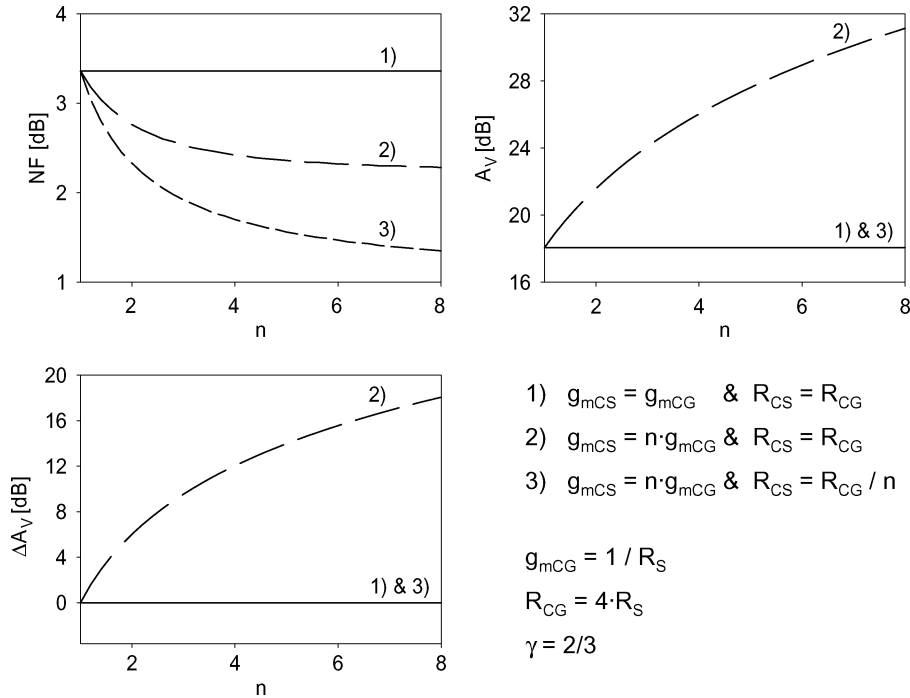 4
3
2
1
NF [dB]
1)
2)
3)
2 4 6 8
n
32
28
24
20
16
A_V [dB]
2)
1) & 3)
2 4 6 8
n
20
16
12
8
4
0
ΔA_V [dB]
2)
1) & 3)
2 4 6 8
n
1) g_mCS = g_mCG & R_CS = R_CG
2) g_mCS = n·g_mCG & R_CS = R_CG
3) g_mCS = n·g_mCG & R_CS = R_CG / n
g_mCG = 1 / R_S
R_CG = 4·R_S
γ = 2/3